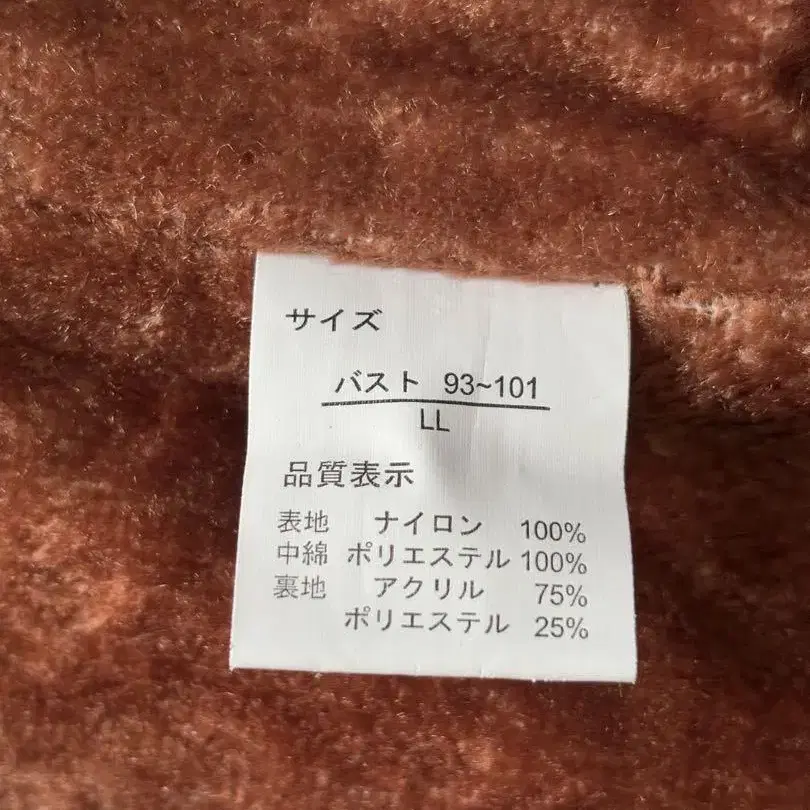 サイズ
バスト 93~101
LL
品質表示
表地 ナイロン 100%
中綿 ポリエステル 100%
裏地 アクリル 75%
ポリエステル 25%